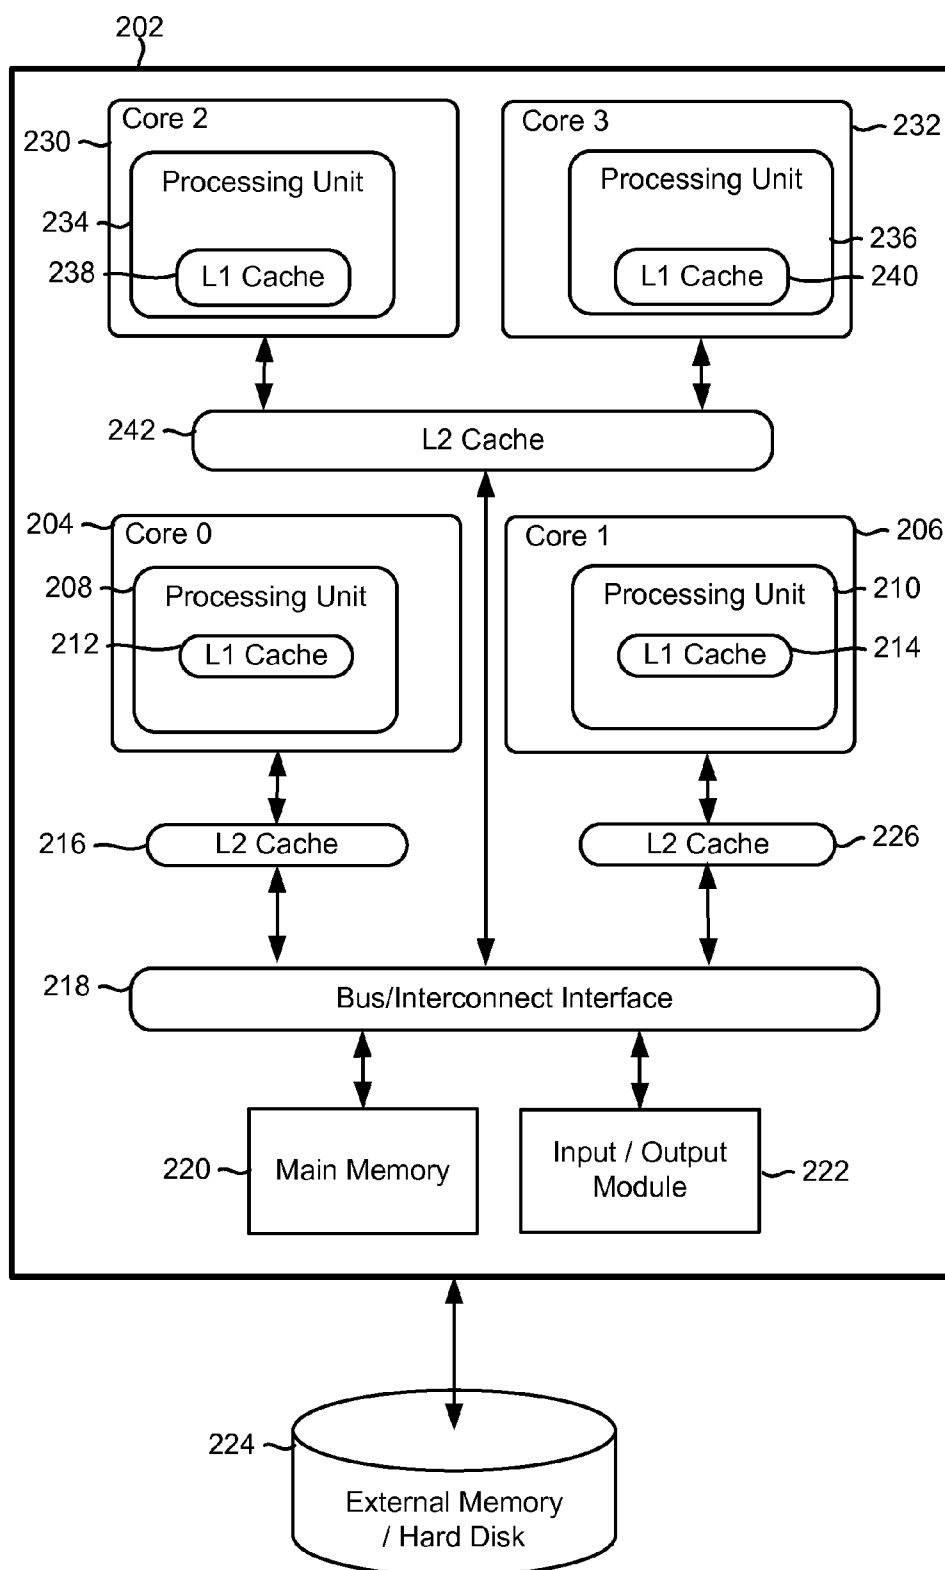 202
Core 2
230
Processing Unit
234
238
L1 Cache
Core 3
232
Processing Unit
236
L1 Cache
240
242
L2 Cache
204
Core 0
208
Processing Unit
212
L1 Cache
Core 1
206
Processing Unit
210
L1 Cache
214
216
L2 Cache
L2 Cache
226
218
Bus/Interconnect Interface
220
Main Memory
Input / Output
Module
222
224
External Memory
/ Hard Disk